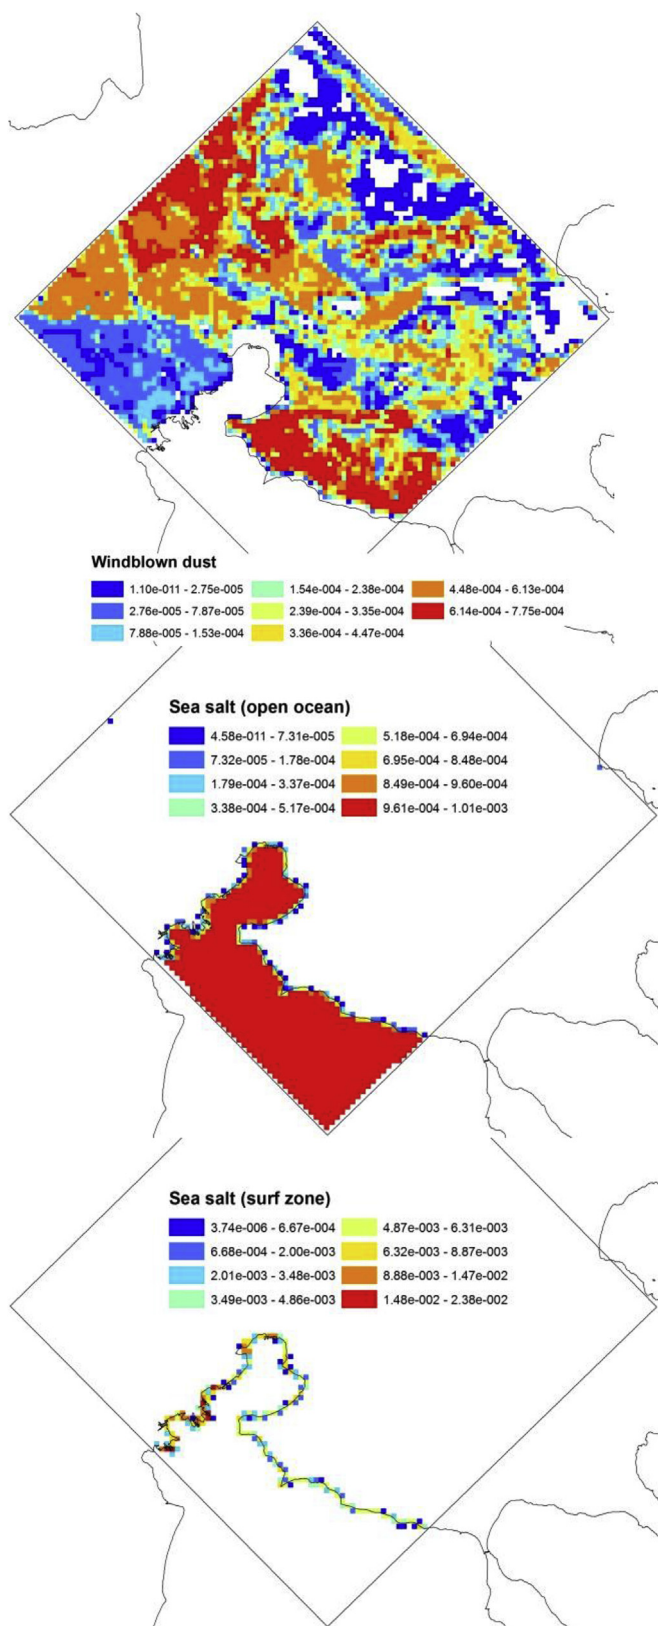 Windblown dust
1.10e-011 - 2.75e-005 1.54e-004 - 2.38e-004 4.48e-004 - 6.13e-004
2.76e-005 - 7.87e-005 2.39e-004 - 3.35e-004 6.14e-004 - 7.75e-004
7.88e-005 - 1.53e-004 3.36e-004 - 4.47e-004
Sea salt (open ocean)
4.58e-011 - 7.31e-005 5.18e-004 - 6.94e-004
7.32e-005 - 1.78e-004 6.95e-004 - 8.48e-004
1.79e-004 - 3.37e-004 8.49e-004 - 9.60e-004
3.38e-004 - 5.17e-004 9.61e-004 - 1.01e-003
Sea salt (surf zone)
3.74e-006 - 6.67e-004 4.87e-003 - 6.31e-003
6.68e-004 - 2.00e-003 6.32e-003 - 8.87e-003
2.01e-003 - 3.48e-003 8.88e-003 - 1.47e-002
3.49e-003 - 4.86e-003 1.48e-002 - 2.38e-002